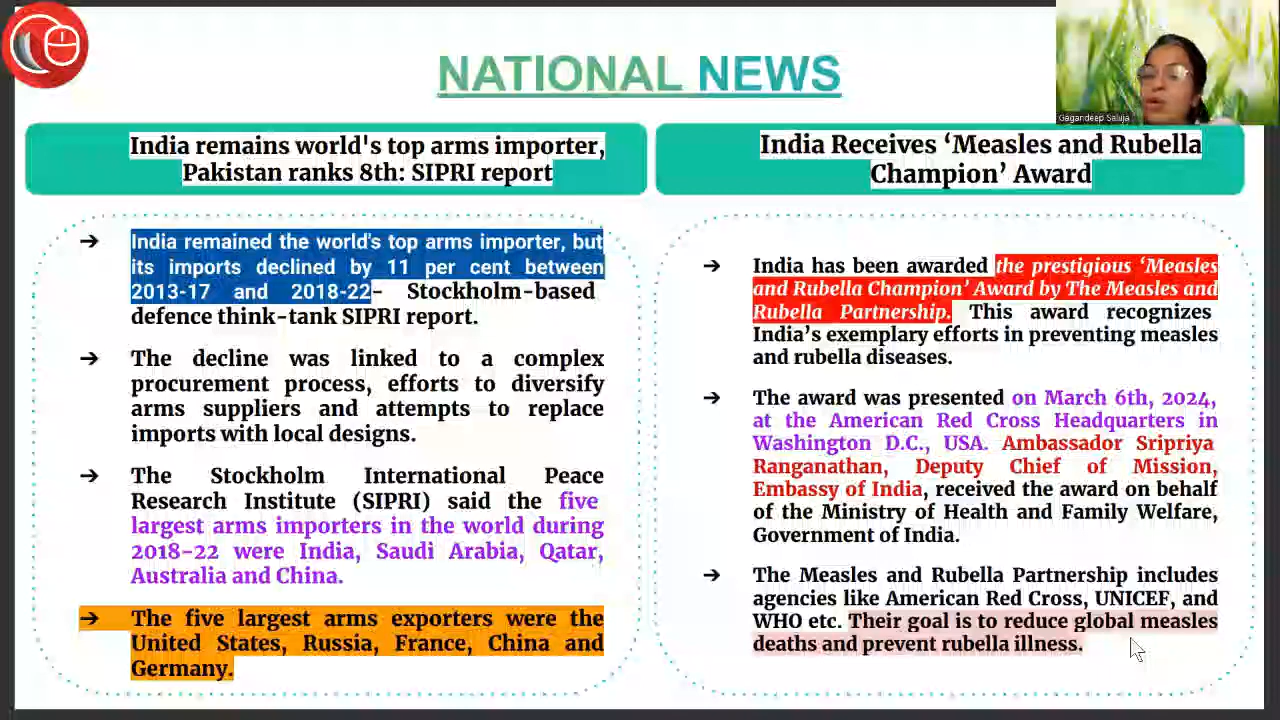 NATIONAL NEWS
Gagandeep Saluja
India remains world's top arms importer,
Pakistan ranks 8th: SIPRI report
➔ India remained the world's top arms importer, but
its imports declined by 11 per cent between
2013-17 and 2018-22- Stockholm-based
defence think-tank SIPRI report.
➔ The decline was linked to a complex
procurement process, efforts to diversify
arms suppliers and attempts to replace
imports with local designs.
➔ The Stockholm International Peace
Research Institute (SIPRI) said the five
largest arms importers in the world during
2018-22 were India, Saudi Arabia, Qatar,
Australia and China.
➔ The five largest arms exporters were the
United States, Russia, France, China and
Germany.
India Receives ‘Measles and Rubella
Champion’ Award
➔ India has been awarded the prestigious ‘Measles
and Rubella Champion’ Award by The Measles and
Rubella Partnership. This award recognizes
India’s exemplary efforts in preventing measles
and rubella diseases.
➔ The award was presented on March 6th, 2024,
at the American Red Cross Headquarters in
Washington D.C., USA. Ambassador Sripriya
Ranganathan, Deputy Chief of Mission,
Embassy of India, received the award on behalf
of the Ministry of Health and Family Welfare,
Government of India.
➔ The Measles and Rubella Partnership includes
agencies like American Red Cross, UNICEF, and
WHO etc. Their goal is to reduce global measles
deaths and prevent rubella illness.